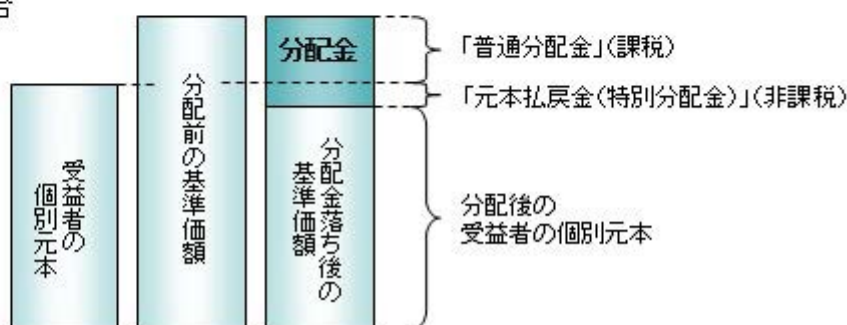 受益者の
個別元本
分配前の基準価額
分配金
分配金落ち後の
基準価額
「普通分配金」(課税)
「元本払戻金(特別分配金)」(非課税)
分配後の
受益者の個別元本